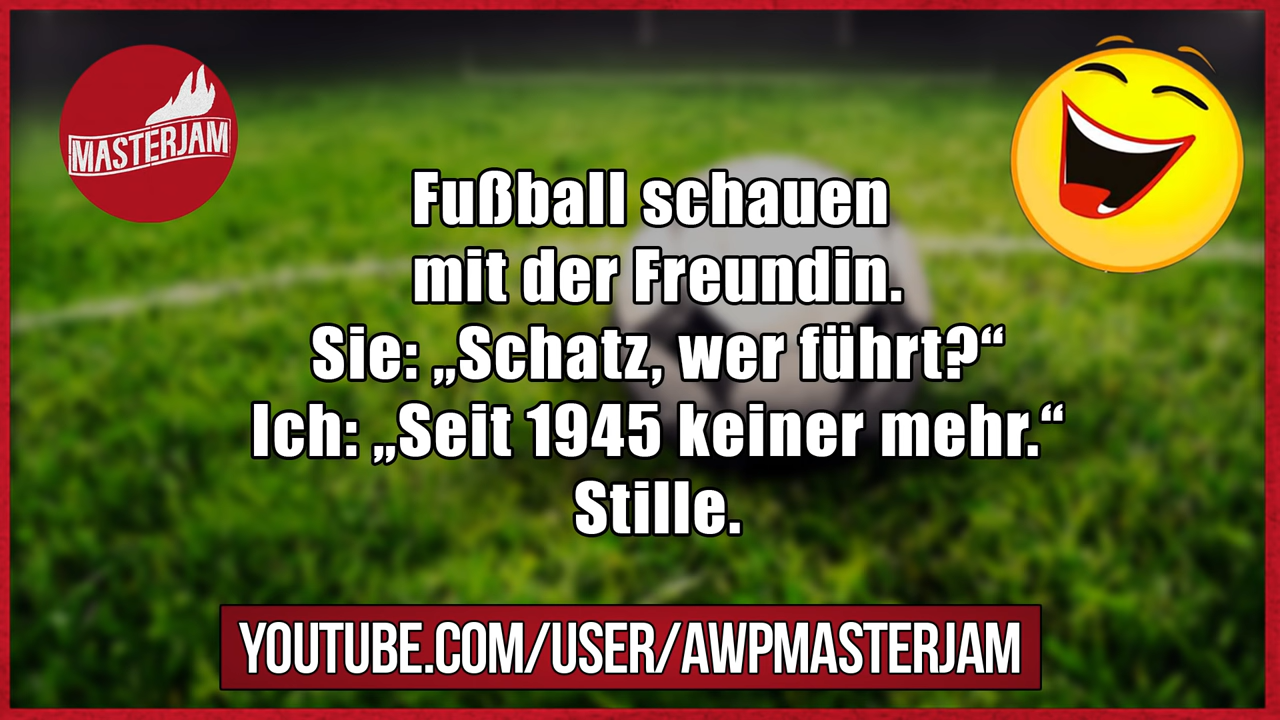 MASTERJAM
Fußball schauen
mit der Freundin.
Sie: „Schatz, wer führt?“
Ich: „Seit 1945 keiner mehr.“
Stille.
YOUTUBE.COM/USER/AWPMASTERJAM